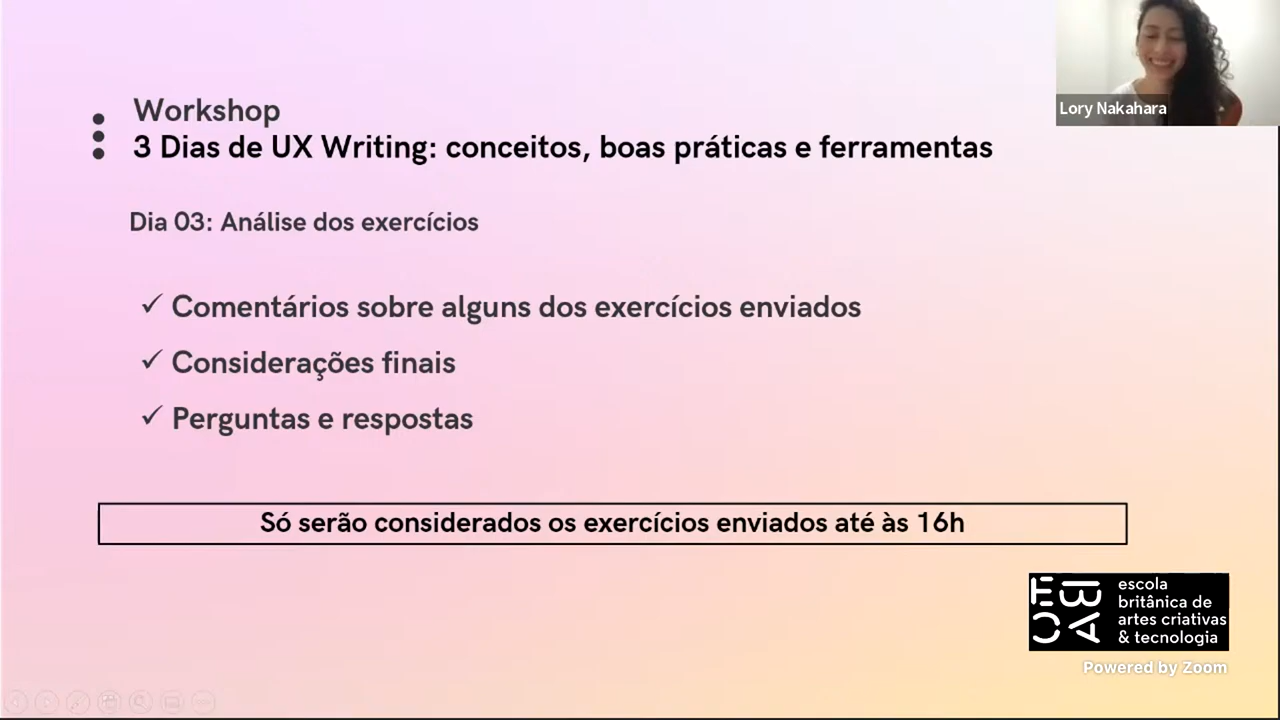 Workshop
3 Dias de UX Writing: conceitos, boas práticas e ferramentas
Lory Nakahara
Dia 03: Análise dos exercícios
✓ Comentários sobre alguns dos exercícios enviados
✓ Considerações finais
✓ Perguntas e respostas
Só serão considerados os exercícios enviados até às 16h
EBAC
escola
britânica de
artes criativas
& tecnologia
Powered by Zoom